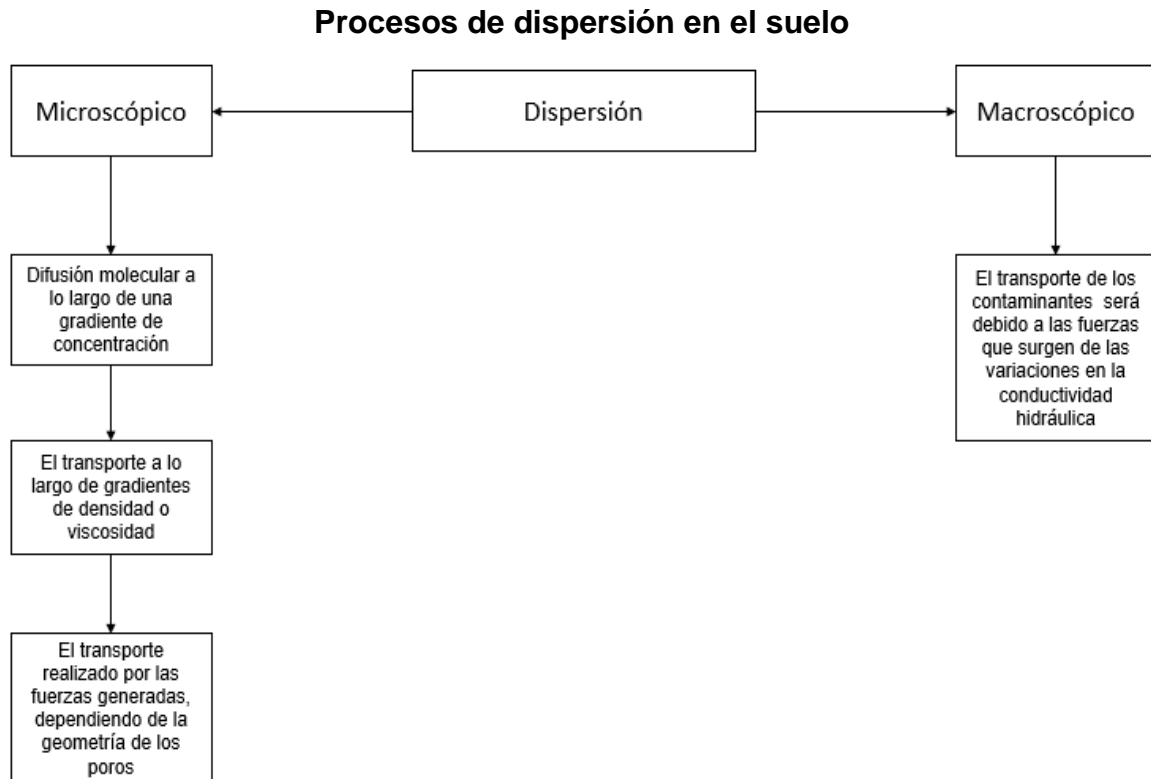 Procesos de dispersión en el suelo
Microscópico
Dispersión
Macroscópico
Difusión molecular a
lo largo de una
gradiente de
concentración
El transporte de los
contaminantes será
debido a las fuerzas
que surgen de las
variaciones en la
conductividad
hidráulica
El transporte a lo
largo de gradientes
de densidad o
viscosidad
El transporte
realizado por las
fuerzas generadas,
dependiendo de la
geometría de los
poros